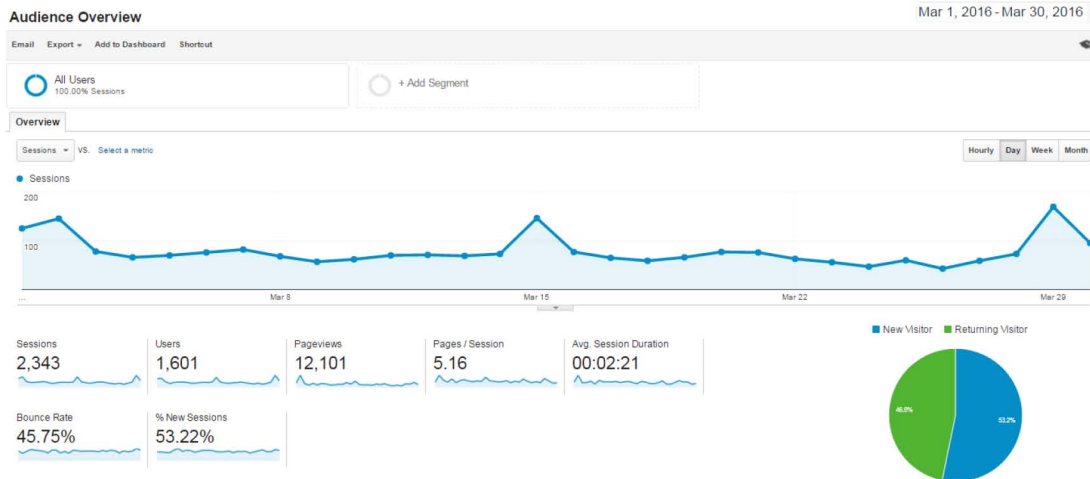 Audience Overview
Mar 1, 2016 - Mar 30, 2016
Email Export Add to Dashboard Shortcut
All Users
100.00% Sessions
+ Add Segment
Overview
Sessions VS. Select a metric
Hourly Day Week Month
Sessions
200
100
... Mar 8 Mar 15 Mar 22 Mar 29
New Visitor Returning Visitor
Sessions
2,343
Users
1,601
Pageviews
12,101
Pages / Session
5.16
Avg. Session Duration
00:02:21
Bounce Rate
45.75%
% New Sessions
53.22%
46.8%
53.2%